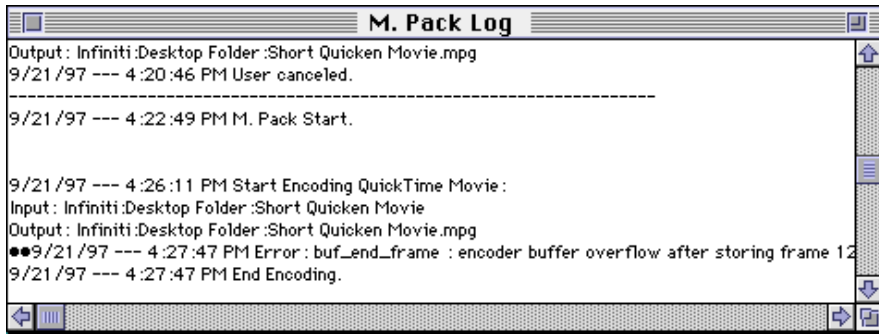 M. Pack Log
Output: Infiniti:Desktop Folder:Short Quicken Movie.mpg
9/21/97 --- 4:20:46 PM User canceled.
----------------------------------------------------------------------
9/21/97 --- 4:22:49 PM M. Pack Start.
9/21/97 --- 4:26:11 PM Start Encoding QuickTime Movie:
Input: Infiniti:Desktop Folder:Short Quicken Movie
Output: Infiniti:Desktop Folder:Short Quicken Movie.mpg
●●9/21/97 --- 4:27:47 PM Error: buf_end_frame : encoder buffer overflow after storing frame 12
9/21/97 --- 4:27:47 PM End Encoding.